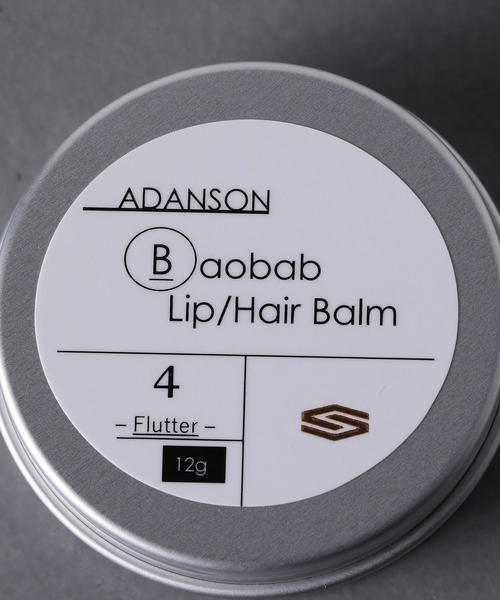 ADANSON
Baobab
Lip/Hair Balm
4
– Flutter –
12g